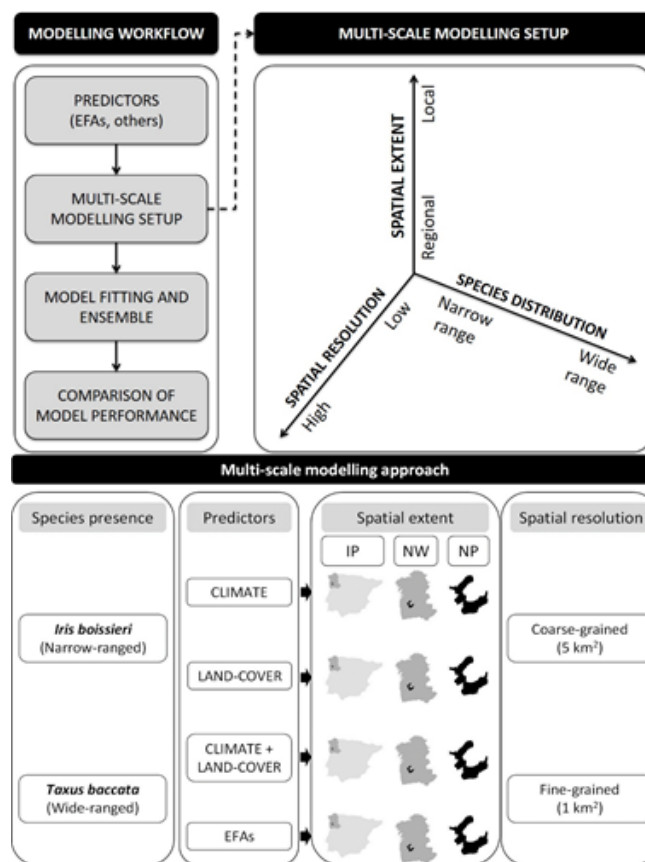 MODELLING WORKFLOW
MULTI-SCALE MODELLING SETUP
PREDICTORS
(EFAs, others)
MULTI-SCALE
MODELLING SETUP
MODEL FITTING AND
ENSEMBLE
COMPARISON OF
MODEL PERFORMANCE
SPATIAL EXTENT
Local
Regional
SPATIAL RESOLUTION
Low
High
SPECIES DISTRIBUTION
Narrow
range
Wide
range
Multi-scale modelling approach
Species presence
Predictors
Spatial extent
Spatial resolution
IP
NW
NP
Iris boissieri
(Narrow-ranged)
Taxus baccata
(Wide-ranged)
CLIMATE
LAND-COVER
CLIMATE +
LAND-COVER
EFAs
Coarse-grained
(5 km²)
Fine-grained
(1 km²)